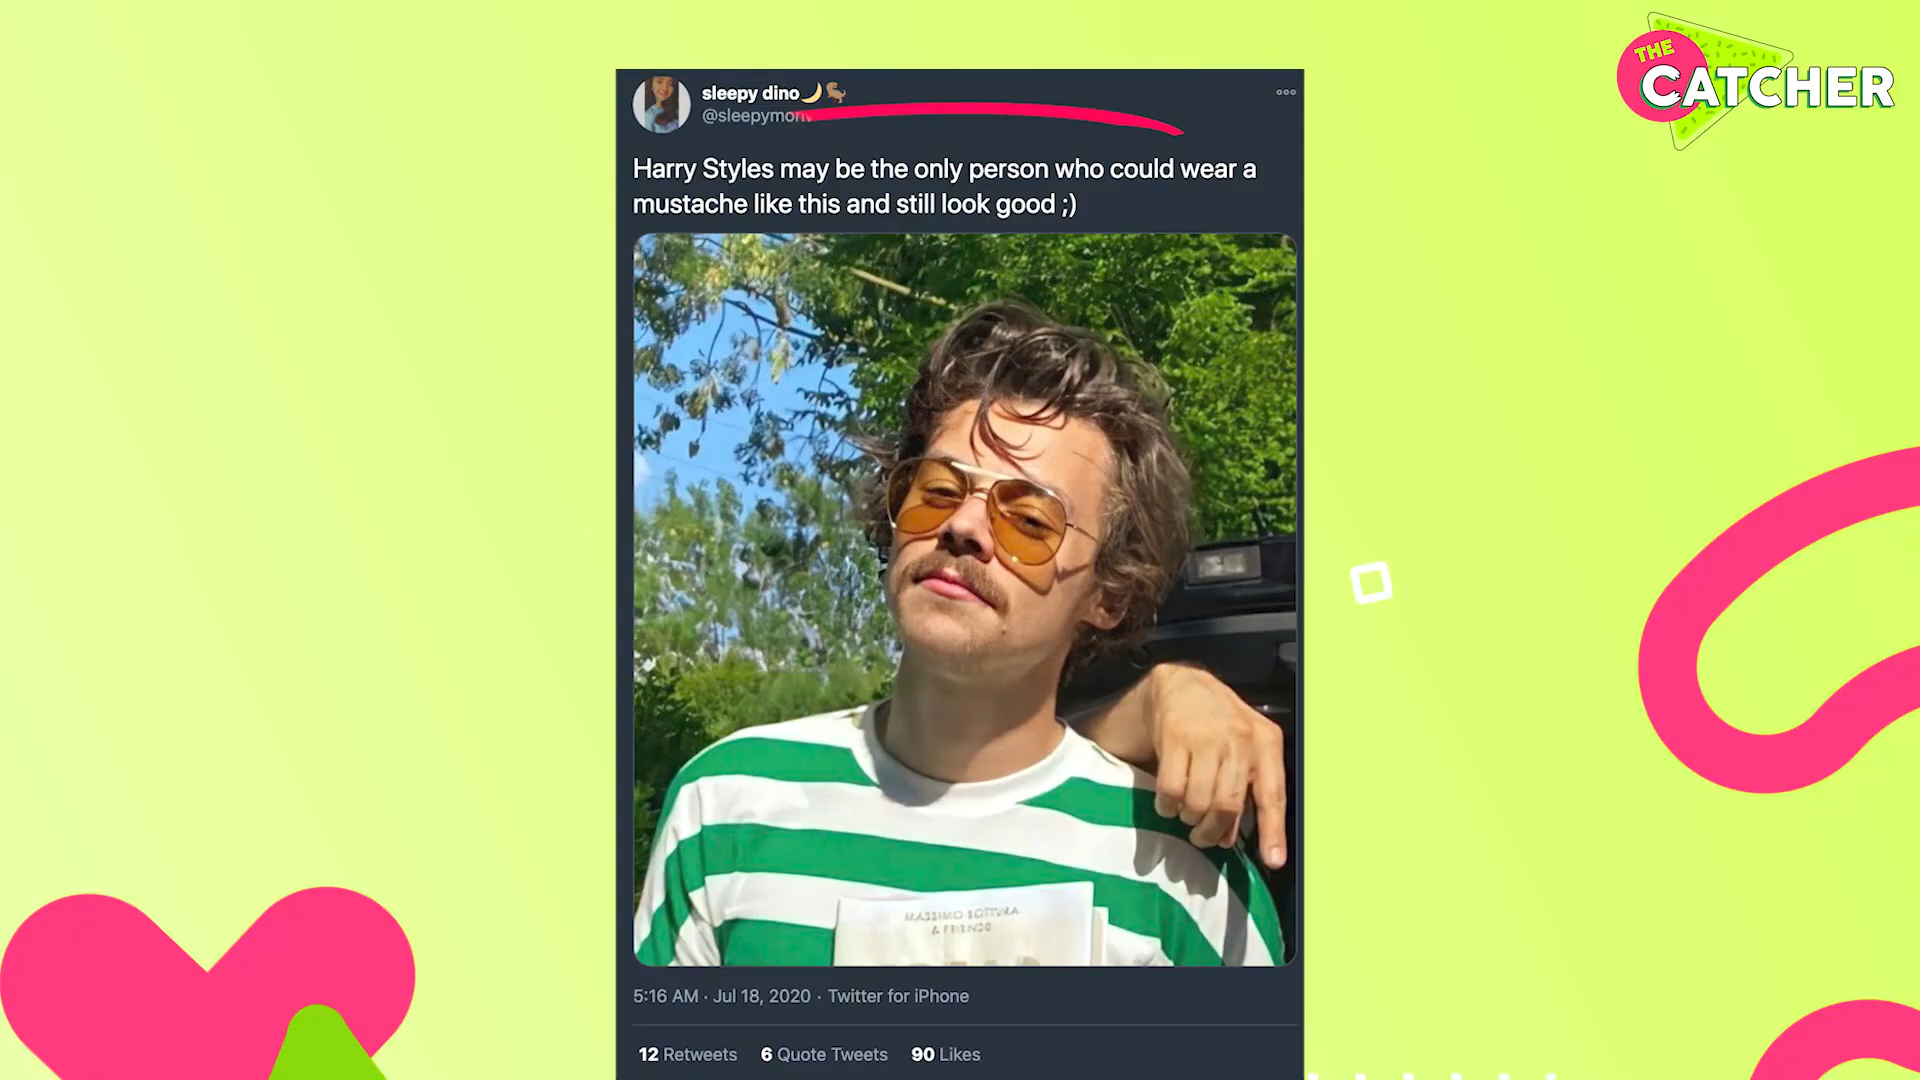 THE
CATCHER
sleepy dino
Harry Styles may be the only person who could wear a
mustache like this and still look good ;)
MASSIMO BOTTURA
& FRIENDS
5:16 AM · Jul 18, 2020 · Twitter for iPhone
12 Retweets 6 Quote Tweets 90 Likes